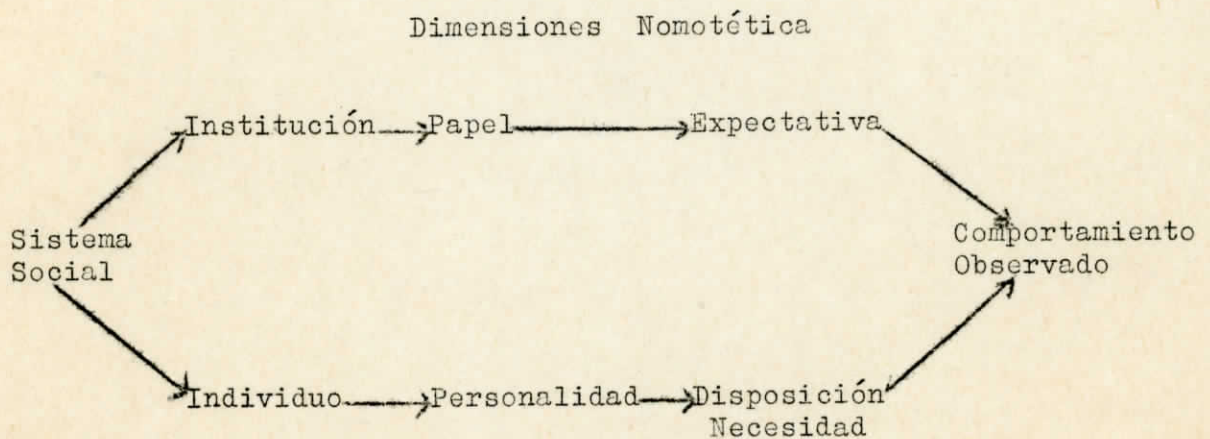 Dimensiones Nomotética
Institución Papel Expectativa
Sistema
Social
Comportamiento
Observado
Individuo Personalidad Disposición
Necesidad